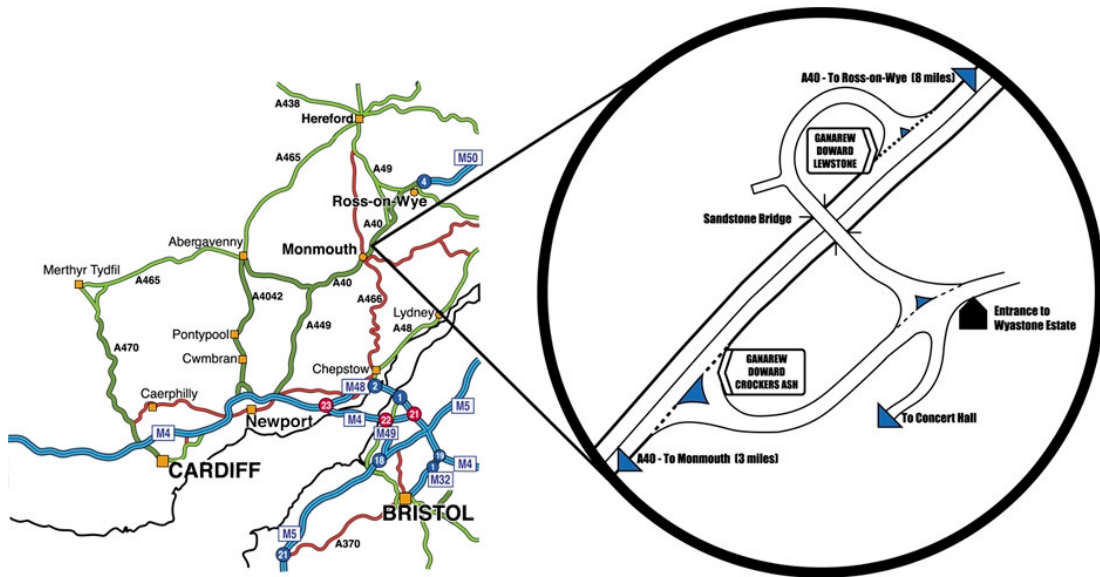 A438
Hereford
A465
A49
M50
4
Ross-on-Wye
A40
Abergavenny
Monmouth
Merthyr Tydfil
A465
A40
A4042
A466
A449
Lydney
A48
A470
Pontypool
Cwmbran
Chepstow
M48
2
1
M5
Caerphilly
23
Newport
M4
22
21
M4
M49
CARDIFF
18
19
1
M4
M32
BRISTOL
M5
A370
21
A40 - To Ross-on-Wye (8 miles)
GANAREW
DOWARD
LEWSTONE
Sandstone Bridge
Entrance to
Wyastone Estate
GANAREW
DOWARD
CROCKERS ASH
To Concert Hall
A40 - To Monmouth (3 miles)